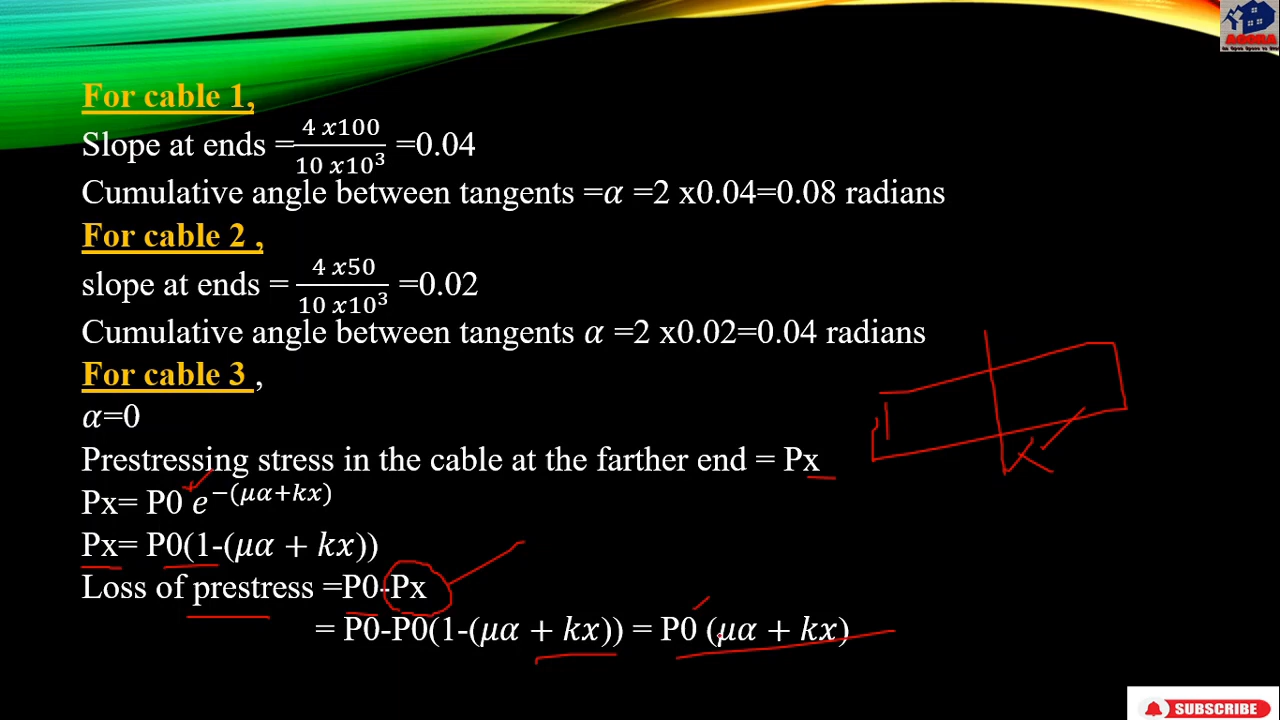 AGORA
For cable 1,
Slope at ends = 4 x100 / 10 x10³ =0.04
Cumulative angle between tangents =α =2 x0.04=0.08 radians
For cable 2 ,
slope at ends = 4 x50 / 10 x10³ =0.02
Cumulative angle between tangents α =2 x0.02=0.04 radians
For cable 3 ,
α=0
Prestressing stress in the cable at the farther end = Px
Px= P0 e^−(μα+kx)
Px= P0(1-(μα + kx))
Loss of prestress =P0-Px
= P0-P0(1-(μα + kx)) = P0 (μα + kx)
SUBSCRIBE